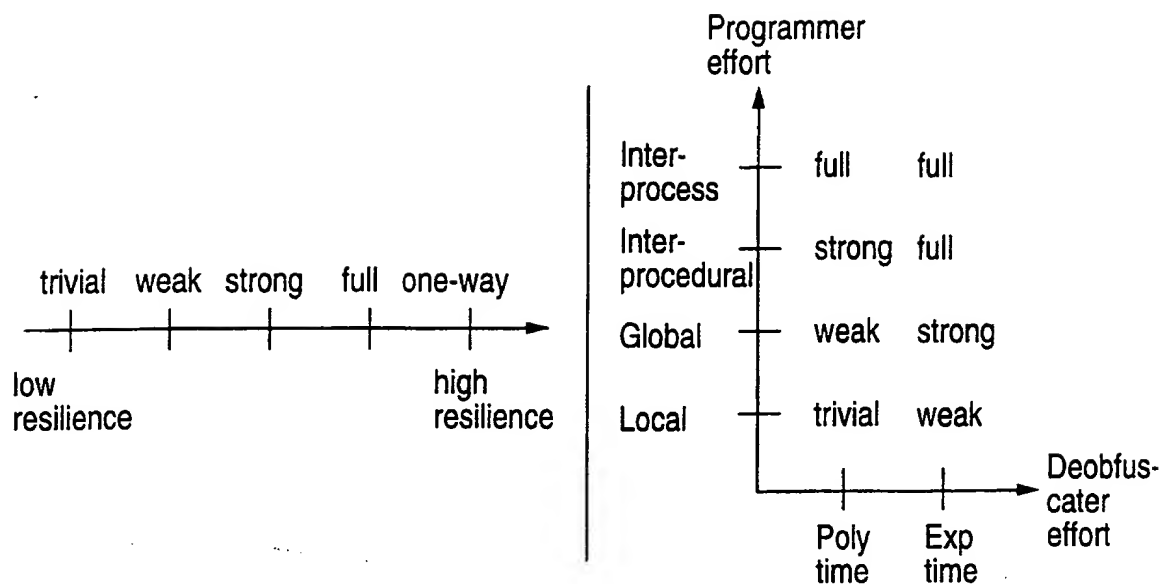 trivial weak strong full one-way
low
resilience
high
resilience
Programmer
effort
Inter-
process
full full
Inter-
procedural
strong full
Global
weak strong
Local
trivial weak
Poly
time
Exp
time
Deobfus-
cater
effort